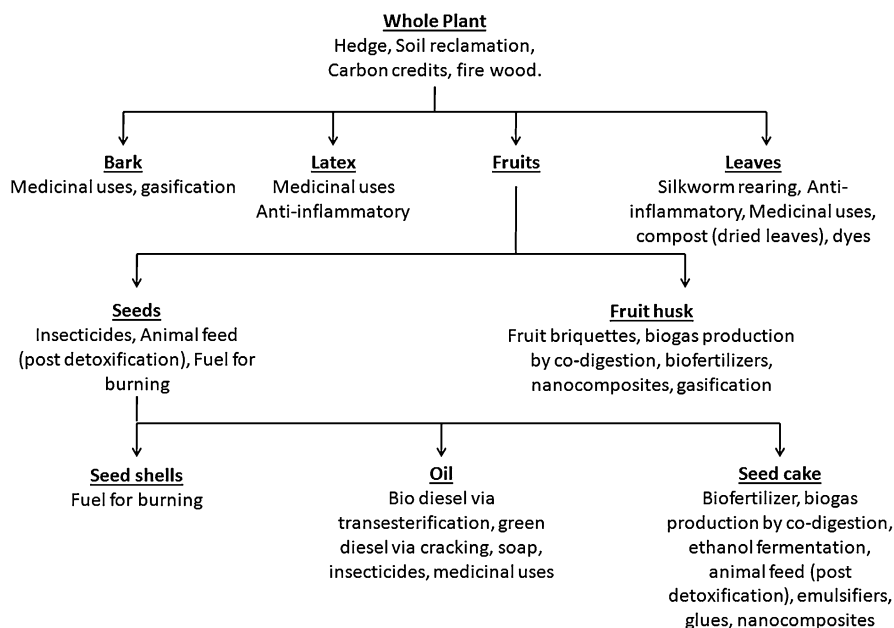 Whole Plant
Hedge, Soil reclamation,
Carbon credits, fire wood.
Bark
Medicinal uses, gasification
Latex
Medicinal uses
Anti-inflammatory
Fruits
Leaves
Silkworm rearing, Anti-
inflammatory, Medicinal uses,
compost (dried leaves), dyes
Seeds
Insecticides, Animal feed
(post detoxification), Fuel for
burning
Fruit husk
Fruit briquettes, biogas production
by co-digestion, biofertilizers,
nanocomposites, gasification
Seed shells
Fuel for burning
Oil
Bio diesel via
transesterification, green
diesel via cracking, soap,
insecticides, medicinal uses
Seed cake
Biofertilizer, biogas
production by co-digestion,
ethanol fermentation,
animal feed (post
detoxification), emulsifiers,
glues, nanocomposites